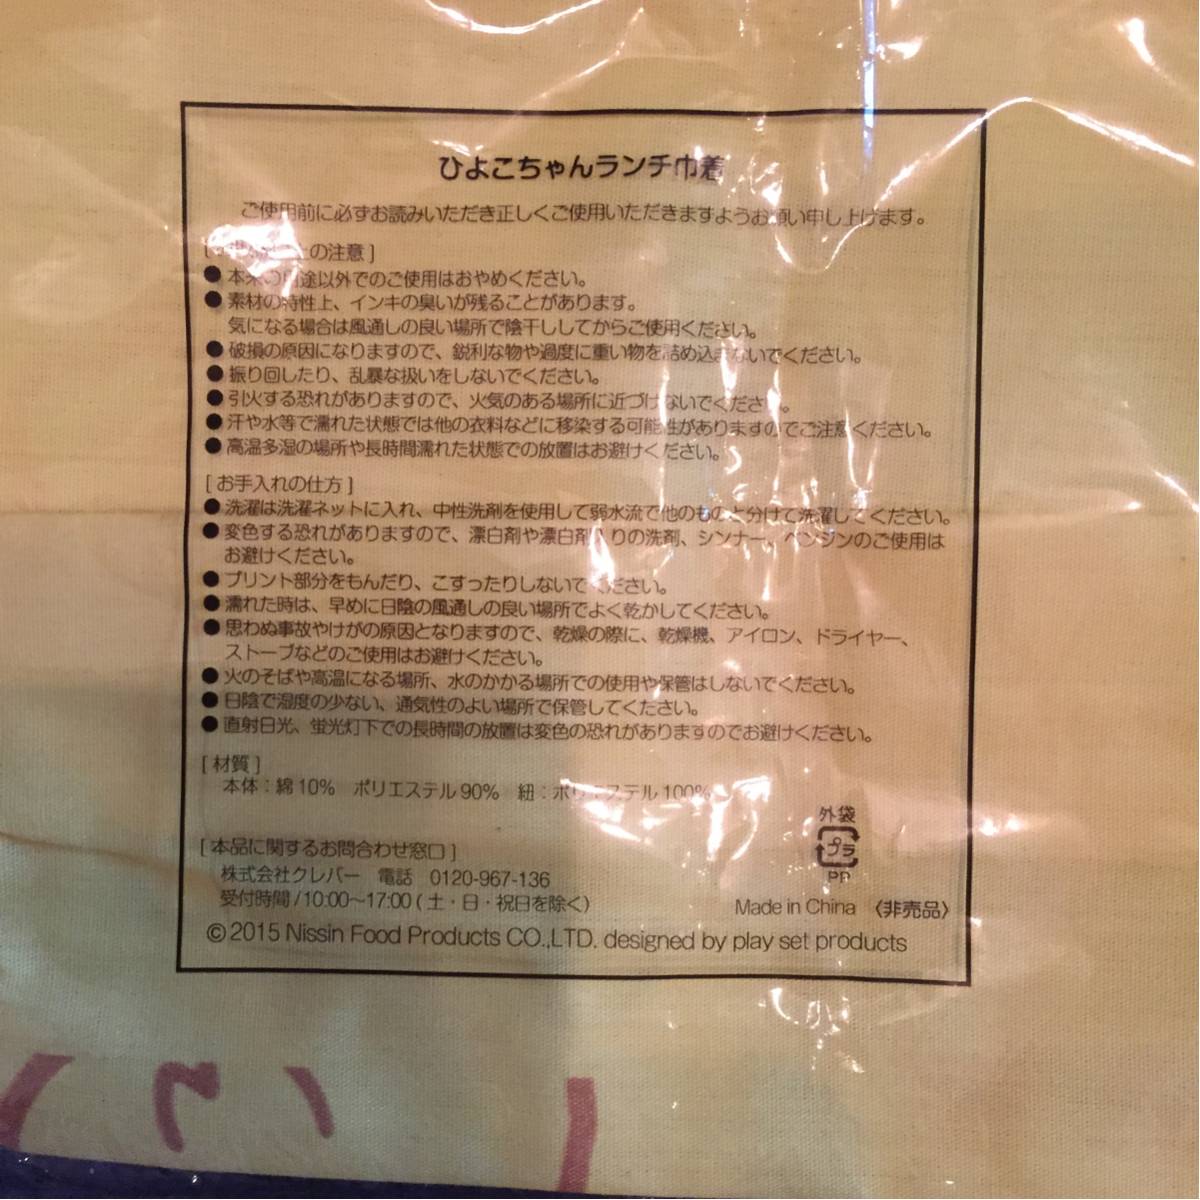 ひよこちゃんランチ巾着
ご使用前に必ずお読みいただき正しくご使用いただきますようお願い申し上げます。
の注意]
● 本来の用途以外でのご使用はおやめください。
● 素材の特性上、インキの臭いが残ることがあります。
気になる場合は風通しの良い場所で陰干ししてからご使用ください。
● 破損の原因になりますので、鋭利な物や過度に重い物を詰め込まないでください。
● 振り回したり、乱暴な扱いをしないでください。
● 引火する恐れがありますので、火気のある場所に近づけないでください。
● 汗や水等で濡れた状態では他の衣料などに移染する可能性がありますのでご注意ください。
● 高温多湿の場所や長時間濡れた状態での放置はお避けください。
[お手入れの仕方]
● 洗濯は洗濯ネットに入れ、中性洗剤を使用して弱水流で他のものと分けて洗濯してください。
● 変色する恐れがありますので、漂白剤や漂白剤入りの洗剤、シンナー、ベンジンのご使用は
お避けください。
● プリント部分をもんだり、こすったりしないでください。
● 濡れた時は、早めに日陰の風通しの良い場所でよく乾かしてください。
● 思わぬ事故やけがの原因となりますので、乾燥の際に、乾燥機、アイロン、ドライヤー、
ストーブなどのご使用はお避けください。
● 火のそばや高温になる場所、水のかかる場所での使用や保管はしないでください。
● 日陰で湿度の少ない、通気性のよい場所で保管してください。
● 直射日光、蛍光灯下での長時間の放置は変色の恐れがありますのでお避けください。
[材質]
本体：綿10% ポリエステル90% 紐：ポリエステル100%
外袋
プラ
PP
[本品に関するお問合わせ窓口]
株式会社クレバー 電話 0120-967-136
受付時間/10:00〜17:00(土・日・祝日を除く)
Made in China 〈非売品〉
©2015 Nissin Food Products CO.,LTD. designed by play set products